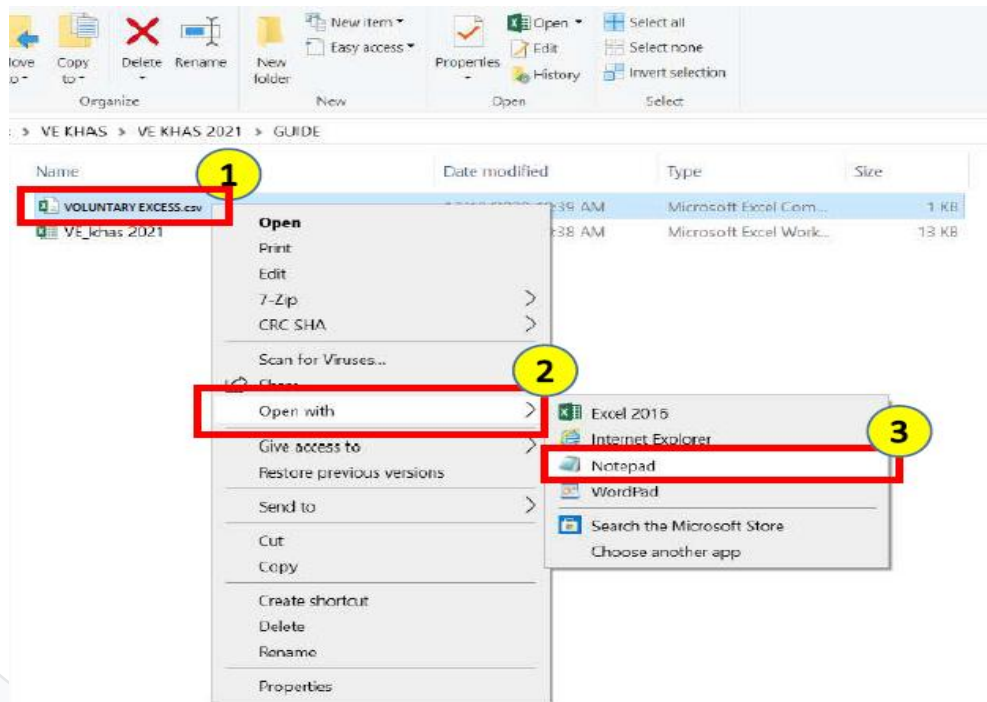 New item
Open
Select all
Easy access
Edit
Select none
Copy to
Delete
Rename
New folder
Properties
History
Invert selection
Organize
New
Open
Select
> VE KHAS > VE KHAS 2021 > GUIDE
Name
1
Date modified
Type
Size
VOLUNTARY EXCESS.csv
:39 AM
Microsoft Excel Com...
1 KB
VE_khas 2021
:38 AM
Microsoft Excel Work...
13 KB
Open
Print
Edit
7-Zip
CRC SHA
Scan for Viruses...
2
Open with
Excel 2016
Internet Explorer
3
Give access to
Notepad
Restore previous versions
WordPad
Send to
Search the Microsoft Store
Cut
Choose another app
Copy
Create shortcut
Delete
Rename
Properties